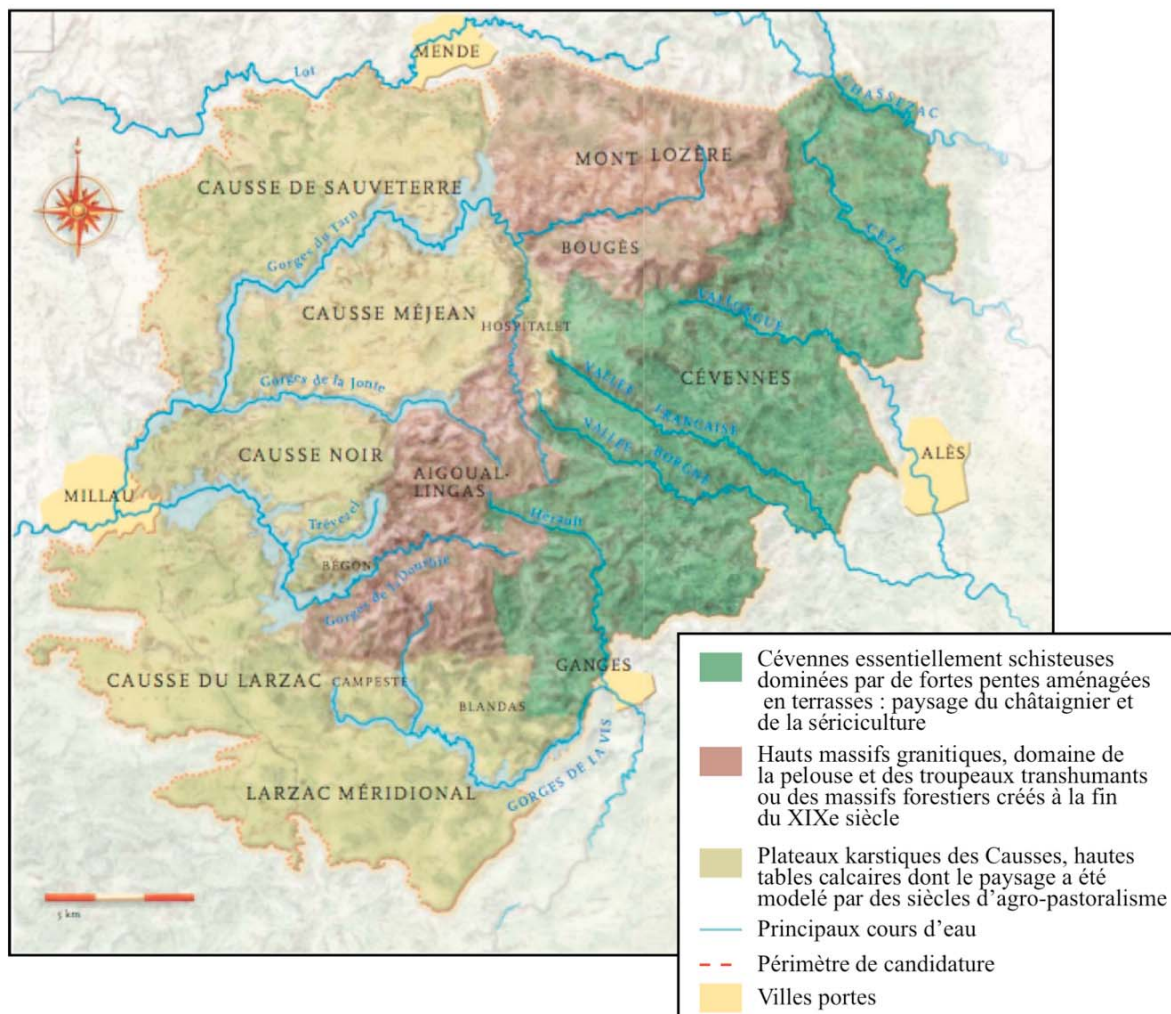 MENDE
Lot
CHASSEZAC
MONT LOZÈRE
CAUSSE DE SAUVETERRE
CÈZE
BOUGÈS
Gorges du Tarn
VALLONGUE
CAUSSE MÉJEAN
HOSPITALET
CÉVENNES
Gorges de la Jonte
VALLÉE FRANÇAISE
VALLÉE BORGNE
CAUSSE NOIR
AIGOUAL-
LINGAS
ALÈS
MILLAU
Trévezel
Hérault
BÉGON
Gorges de la Dourbie
GANGES
CAUSSE DU LARZAC
CAMPESTE
BLANDAS
GORGES DE LA VIS
LARZAC MÉRIDIONAL
5 km
Cévennes essentiellement schisteuses
dominées par de fortes pentes aménagées
en terrasses : paysage du châtaignier et
de la sériciculture
Hauts massifs granitiques, domaine de
la pelouse et des troupeaux transhumants
ou des massifs forestiers créés à la fin
du XIXe siècle
Plateaux karstiques des Causses, hautes
tables calcaires dont le paysage a été
modelé par des siècles d'agro-pastoralisme
Principaux cours d'eau
Périmètre de candidature
Villes portes